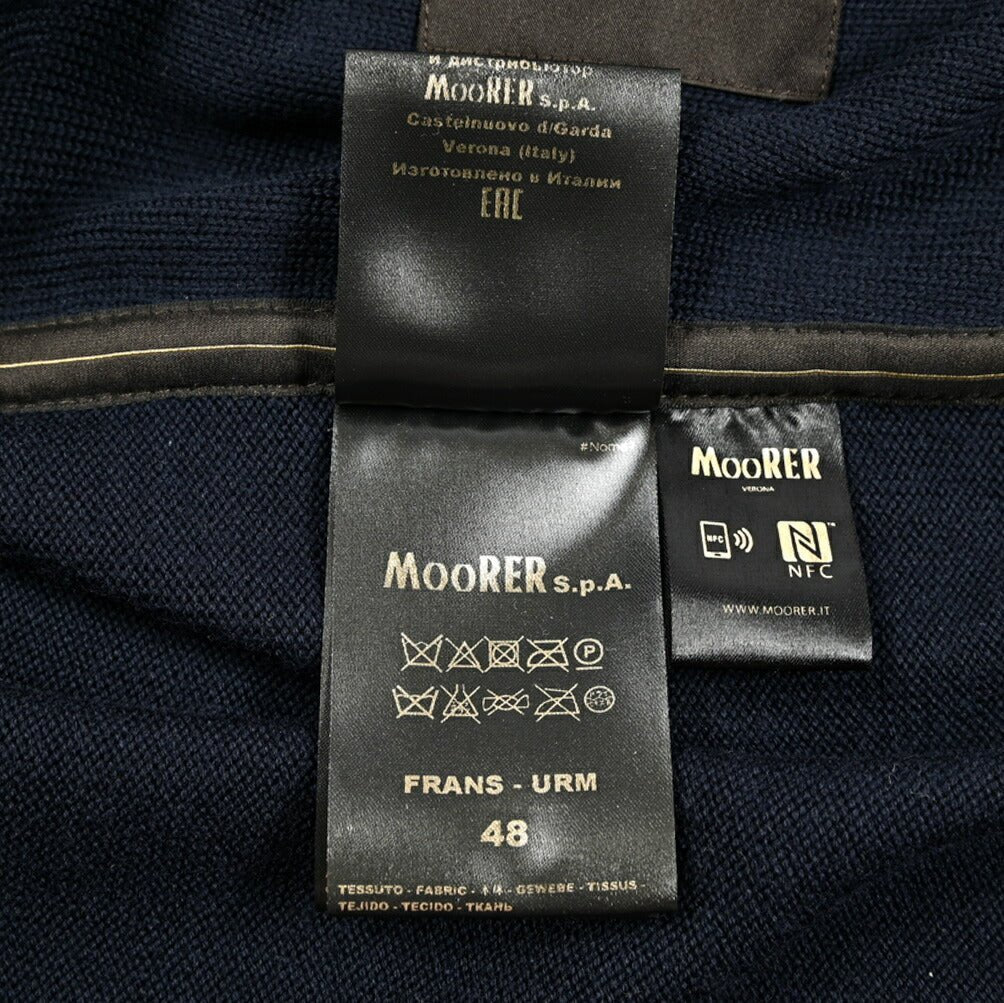 и дистрибьютор
MOORER S.p.A.
Castelnuovo d/Garda
Verona (Italy)
Изготовлено в Италии
EAC
MOORER
VERONA
NFC
NFC
WWW.MOORER.IT
MOORER S.p.A.
P
FRANS - URM
48
TESSUTO - FABRIC - GEWEBE - TISSUS -
TEJIDO - TECIDO - ТКАНЬ